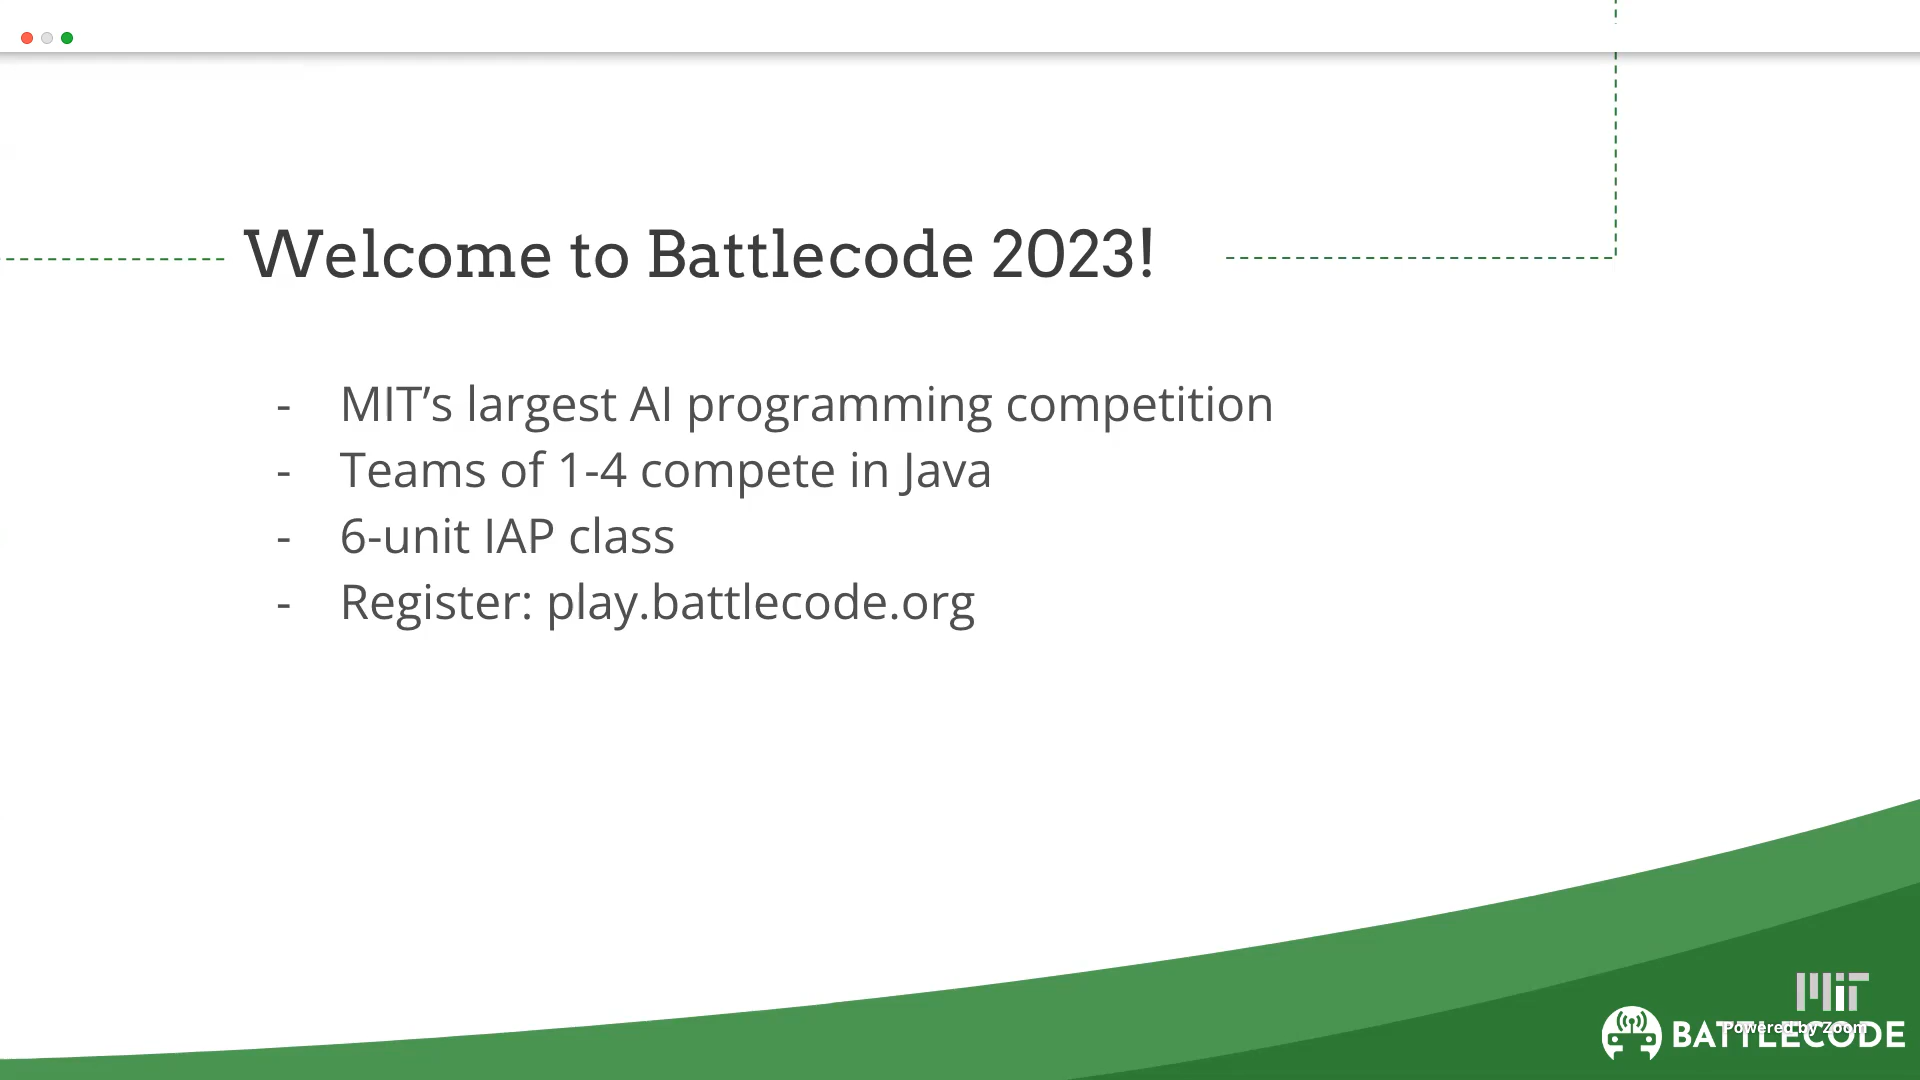 Welcome to Battlecode 2023!
- MIT’s largest AI programming competition
- Teams of 1-4 compete in Java
- 6-unit IAP class
- Register: play.battlecode.org
MIT
Powered by Zoom
BATTLECODE